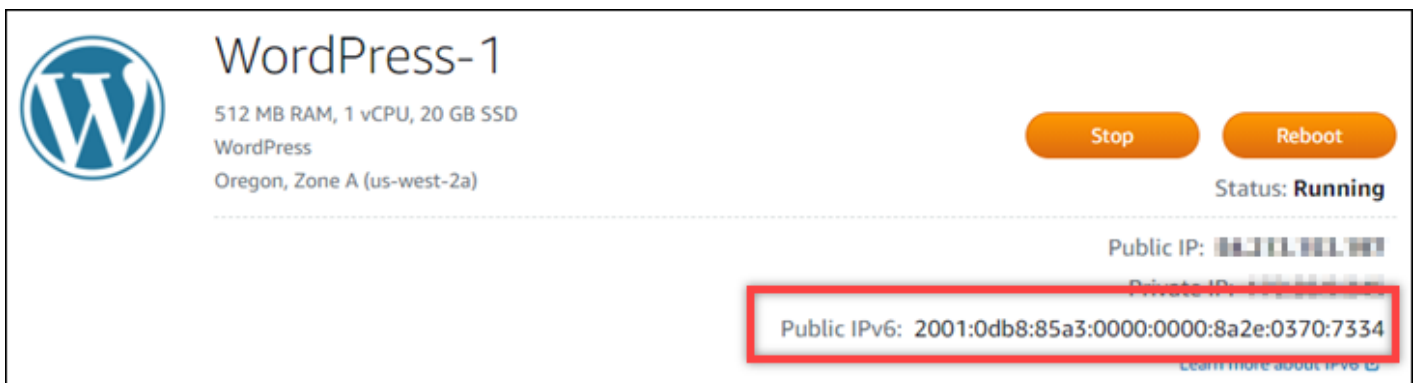 WordPress-1
512 MB RAM, 1 vCPU, 20 GB SSD
WordPress
Oregon, Zone A (us-west-2a)
Stop
Reboot
Status: Running
Public IP:
Private IP:
Public IPv6: 2001:0db8:85a3:0000:0000:8a2e:0370:7334
Learn more about IPv6